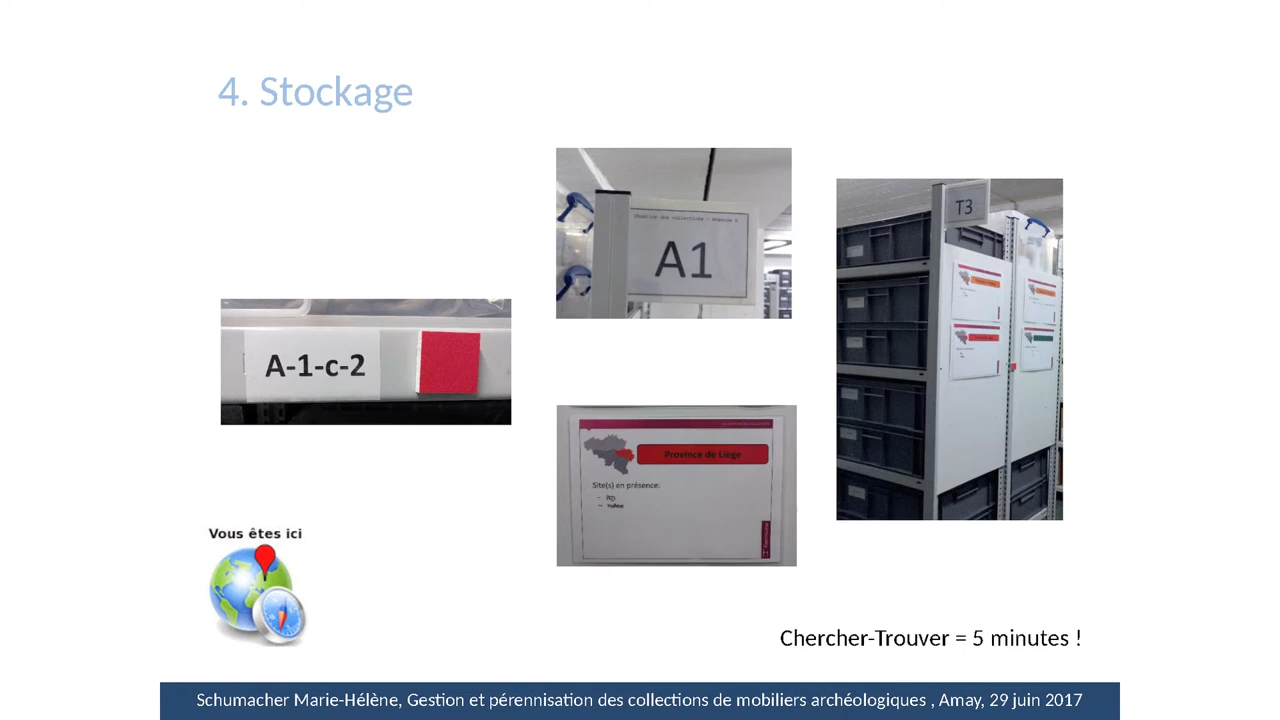 4. Stockage
A1
T3
A-1-c-2
Province de Liège
Site(s) en présence:
Vous êtes ici
Chercher-Trouver = 5 minutes !
Schumacher Marie-Hélène, Gestion et pérennisation des collections de mobiliers archéologiques , Amay, 29 juin 2017